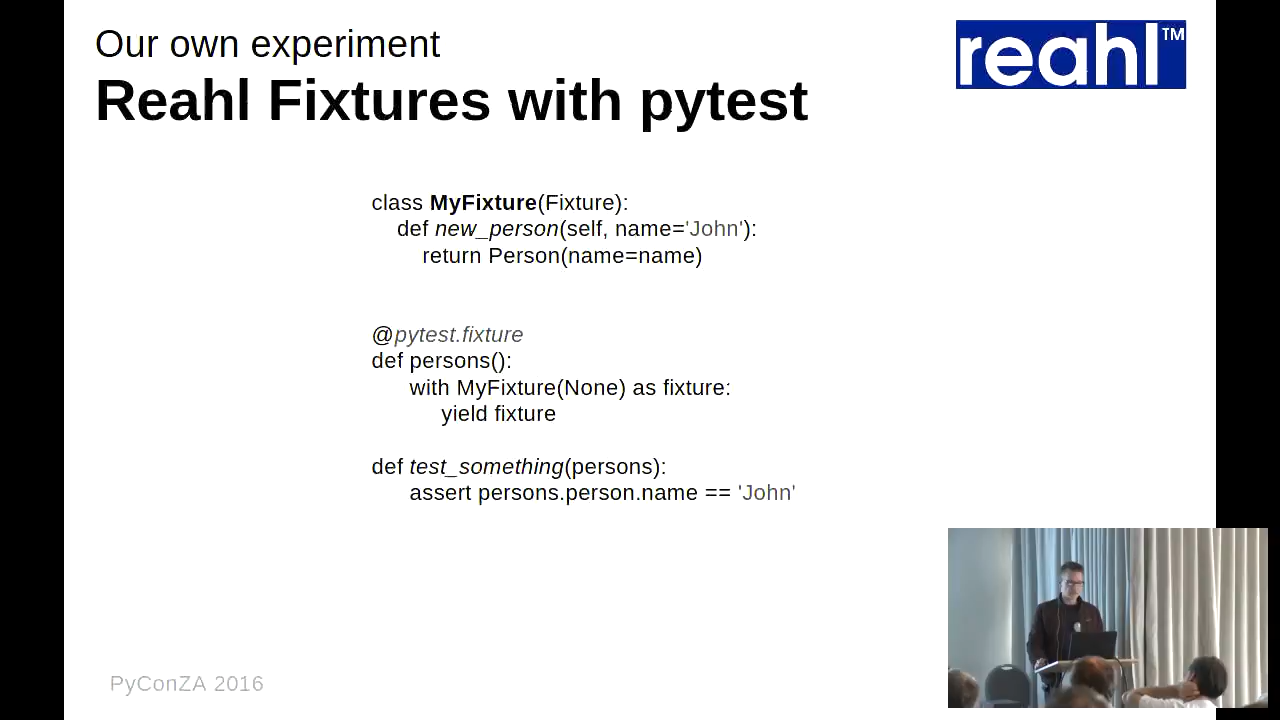 Our own experiment
reahl™
Reahl Fixtures with pytest
class MyFixture(Fixture):
def new_person(self, name='John'):
return Person(name=name)
@pytest.fixture
def persons():
with MyFixture(None) as fixture:
yield fixture
def test_something(persons):
assert persons.person.name == 'John'
PyConZA 2016